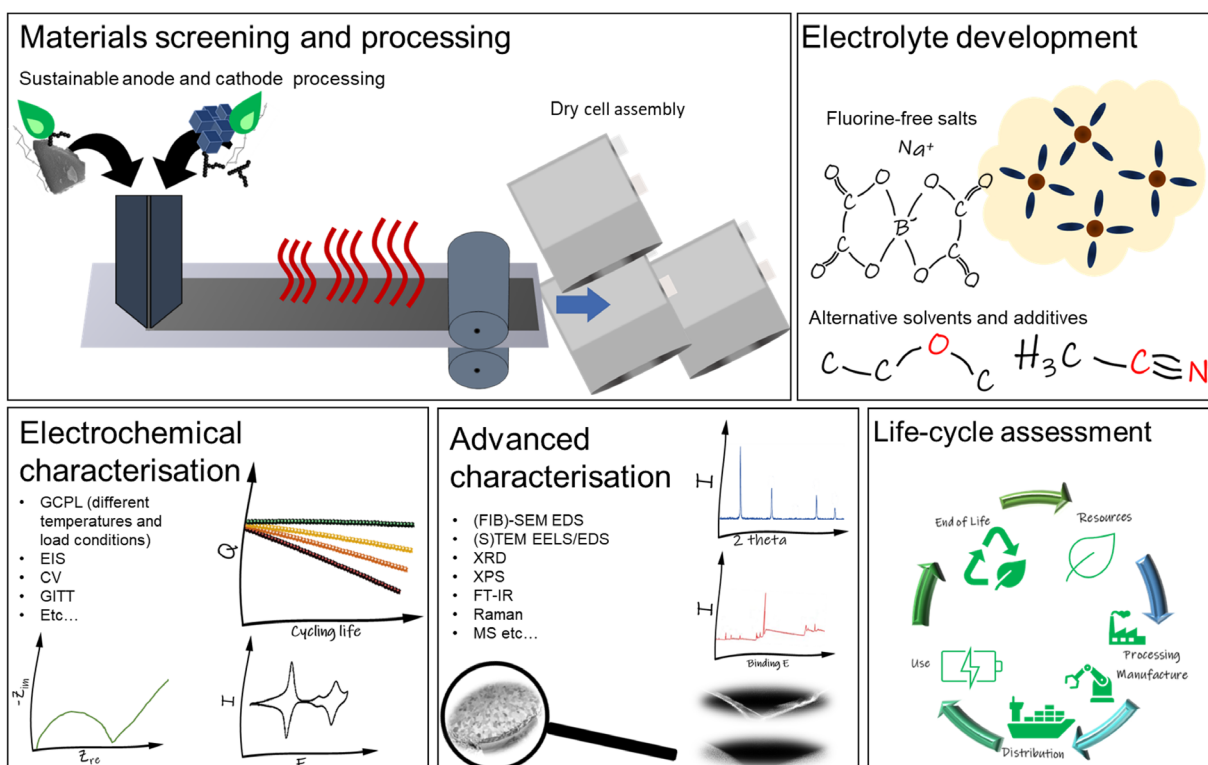 Materials screening and processing
Sustainable anode and cathode processing
Dry cell assembly
Electrolyte development
Fluorine-free salts
Na+
O
O
O
O
C
C
B-
C
C
O
O
O
O
Alternative solvents and additives
C C O C
H3C C N
Electrochemical
characterisation
• GCPL (different
temperatures and
load conditions)
• EIS
• CV
• GITT
• Etc...
Q
Cycling life
-Zim
Zre
I
E
Advanced
characterisation
• (FIB)-SEM EDS
• (S)TEM EELS/EDS
• XRD
• XPS
• FT-IR
• Raman
• MS etc...
I
2 theta
I
Binding E
Life-cycle assessment
End of Life
Resources
Processing
Manufacture
Use
Distribution